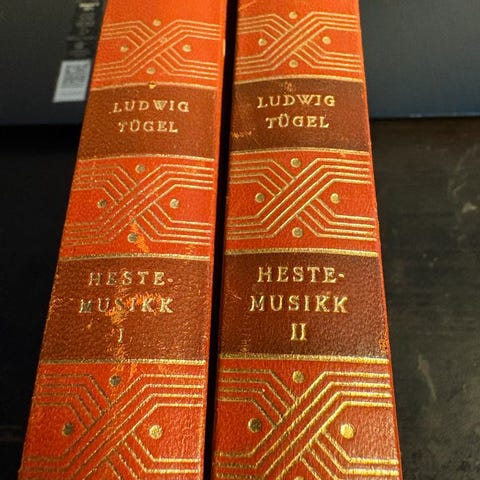 LUDWIG
TÜGEL
HESTE-
MUSIKK
I
LUDWIG
TÜGEL
HESTE-
MUSIKK
II